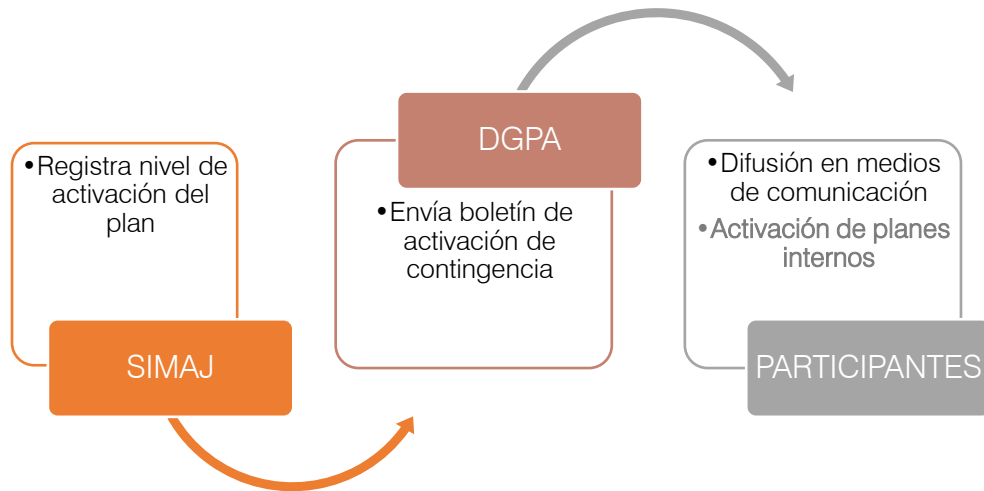 •Registra nivel de
activación del
plan
SIMAJ
DGPA
•Envía boletín de
activación de
contingencia
•Difusión en medios
de comunicación
•Activación de planes
internos
PARTICIPANTES